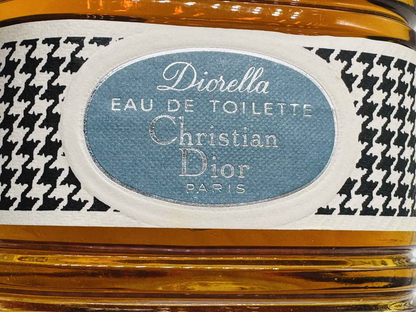 Diorella
EAU DE TOILETTE
Christian
Dior
PARIS